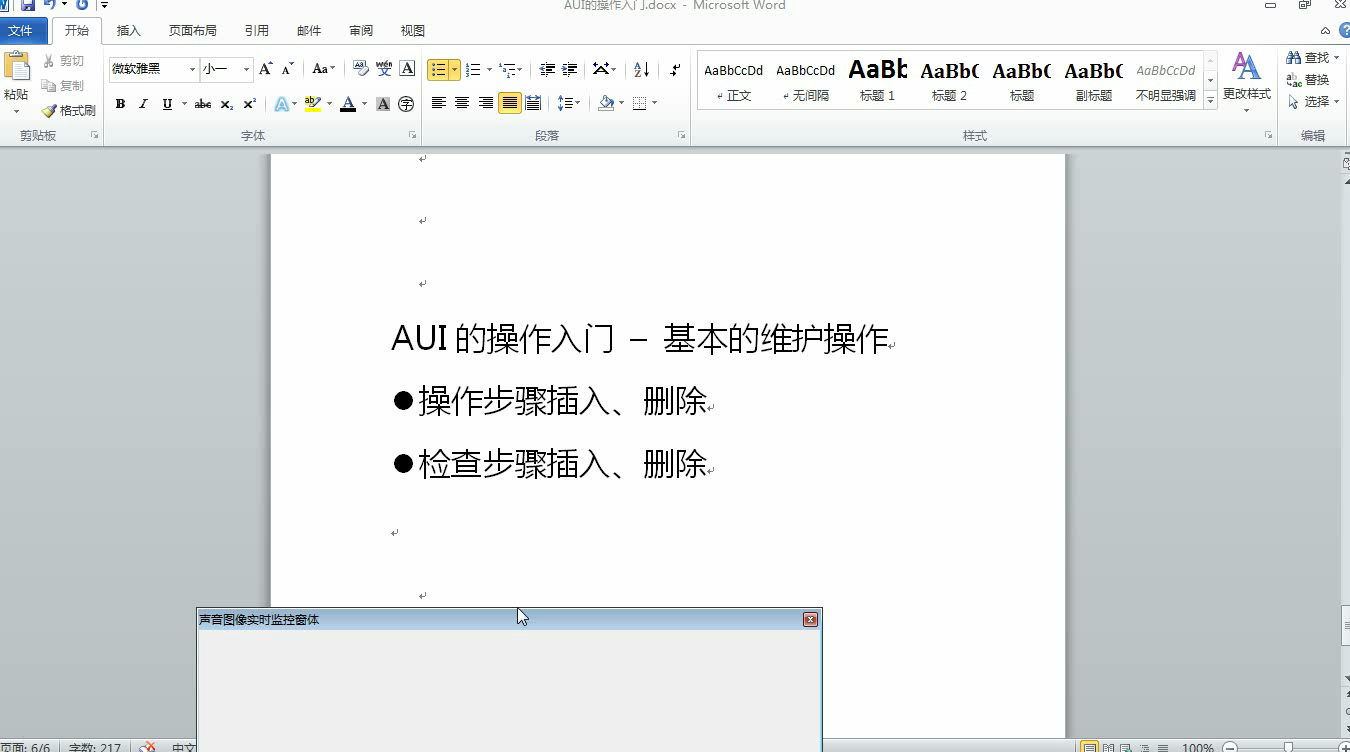 AUI的操作入门.docx - Microsoft Word
文件 开始 插入 页面布局 引用 邮件 审阅 视图
微软雅黑 小一
剪切
复制
格式刷
粘贴
AaBbCcDd AaBbCcDd AaBb AaBb( AaBb( AaBb( AaBbCcDd
正文 无间隔 标题 1 标题 2 标题 副标题 不明显强调
更改样式
查找
替换
选择
剪贴板 字体 段落 样式 编辑
AUI 的操作入门 – 基本的维护操作
●操作步骤插入、删除
●检查步骤插入、删除
声音图像实时监控窗体
页面: 6/6 字数: 217 中文 100%